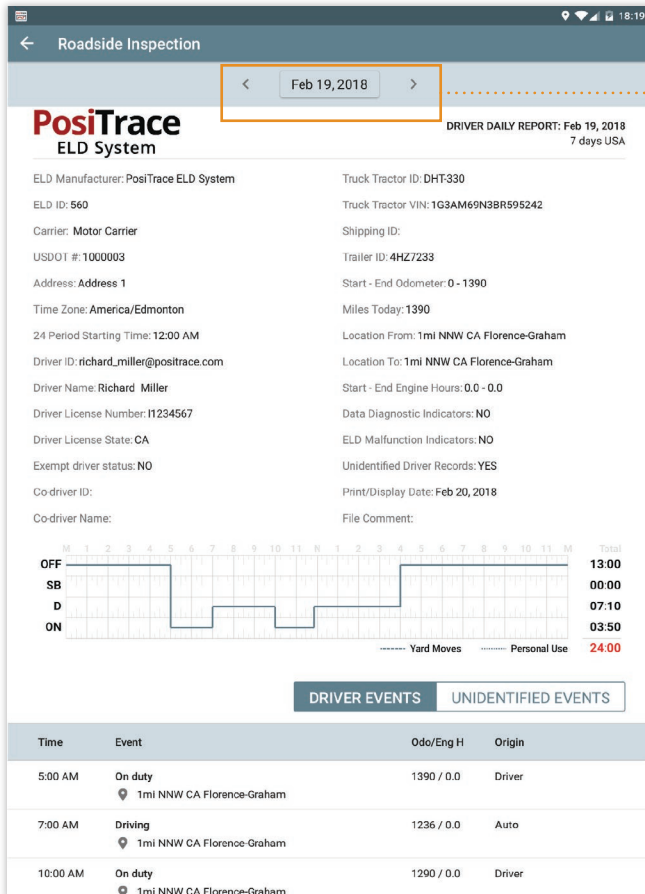 18:19
Roadside Inspection
Feb 19, 2018
PosiTrace
ELD System
DRIVER DAILY REPORT: Feb 19, 2018
7 days USA
ELD Manufacturer: PosiTrace ELD System
Truck Tractor ID: DHT-330
ELD ID: 560
Truck Tractor VIN: 1G3AM69N3BR595242
Carrier: Motor Carrier
Shipping ID:
USDOT #: 1000003
Trailer ID: 4HZ7233
Address: Address 1
Start - End Odometer: 0 - 1390
Time Zone: America/Edmonton
Miles Today: 1390
24 Period Starting Time: 12:00 AM
Location From: 1mi NNW CA Florence-Graham
Driver ID: richard_miller@positrace.com
Location To: 1mi NNW CA Florence-Graham
Driver Name: Richard Miller
Start - End Engine Hours: 0.0 - 0.0
Driver License Number: I1234567
Data Diagnostic Indicators: NO
Driver License State: CA
ELD Malfunction Indicators: NO
Exempt driver status: NO
Unidentified Driver Records: YES
Co-driver ID:
Print/Display Date: Feb 20, 2018
Co-driver Name:
File Comment:
M 1 2 3 4 5 6 7 8 9 10 11 N 1 2 3 4 5 6 7 8 9 10 11 M Total
OFF 13:00
SB 00:00
D 07:10
ON 03:50
Yard Moves Personal Use 24:00
DRIVER EVENTS UNIDENTIFIED EVENTS
Time Event Odo/Eng H Origin
5:00 AM On duty 1390 / 0.0 Driver
1mi NNW CA Florence-Graham
7:00 AM Driving 1236 / 0.0 Auto
1mi NNW CA Florence-Graham
10:00 AM On duty 1290 / 0.0 Driver
1mi NNW CA Florence-Graham